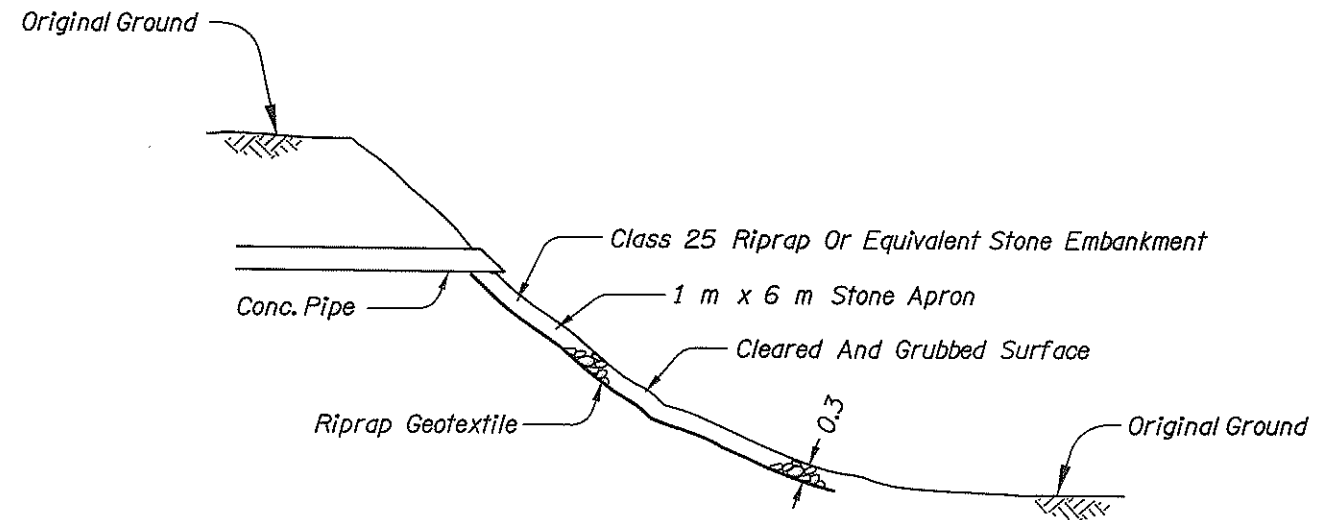 Original Ground
Class 25 Riprap Or Equivalent Stone Embankment
1 m x 6 m Stone Apron
Conc. Pipe
Cleared And Grubbed Surface
Riprap Geotextile
0.3
Original Ground